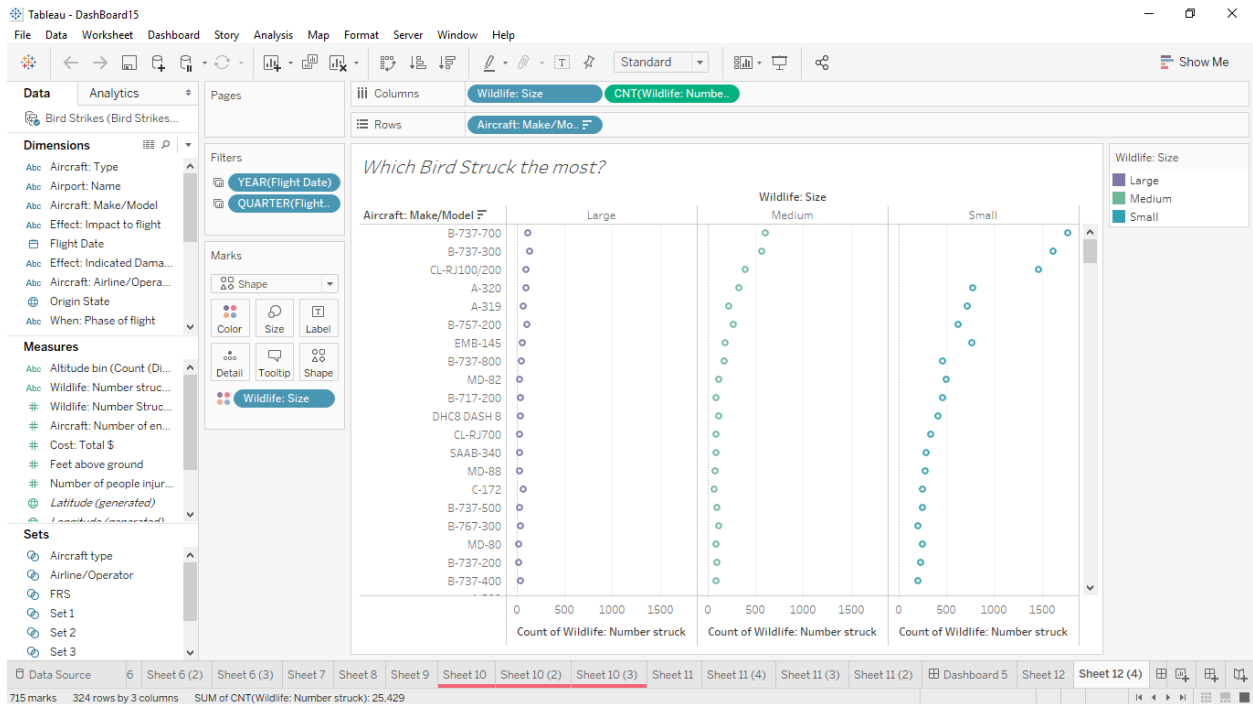 Tableau - DashBoard15
File Data Worksheet Dashboard Story Analysis Map Format Server Window Help
Standard
Show Me
Data Analytics
Bird Strikes (Bird Strikes...
Dimensions
Abc Aircraft: Type
Abc Airport: Name
Abc Aircraft: Make/Model
Abc Effect: Impact to flight
Flight Date
Abc Effect: Indicated Dama...
Abc Aircraft: Airline/Opera...
Origin State
Abc When: Phase of flight
Measures
Abc Altitude bin (Count (Di...
Abc Wildlife: Number struc...
# Wildlife: Number Struc...
# Aircraft: Number of en...
# Cost: Total $
# Feet above ground
# Number of people injur...
Latitude (generated)
Longitude (generated)
Sets
Aircraft type
Airline/Operator
FRS
Set 1
Set 2
Set 3
Pages
Filters
YEAR(Flight Date)
QUARTER(Flight..
Marks
Shape
Color Size Label
Detail Tooltip Shape
Wildlife: Size
Columns Wildlife: Size CNT(Wildlife: Numbe..
Rows Aircraft: Make/Mo..
Which Bird Struck the most?
Wildlife: Size
Aircraft: Make/Model Large Medium Small
B-737-700
B-737-300
CL-RJ100/200
A-320
A-319
B-757-200
EMB-145
B-737-800
MD-82
B-717-200
DHC8 DASH 8
CL-RJ700
SAAB-340
MD-88
C-172
B-737-500
B-767-300
MD-80
B-737-200
B-737-400
0 500 1000 1500 0 500 1000 1500 0 500 1000 1500
Count of Wildlife: Number struck Count of Wildlife: Number struck Count of Wildlife: Number struck
Wildlife: Size
Large
Medium
Small
Data Source 6 Sheet 6 (2) Sheet 6 (3) Sheet 7 Sheet 8 Sheet 9 Sheet 10 Sheet 10 (2) Sheet 10 (3) Sheet 11 Sheet 11 (4) Sheet 11 (3) Sheet 11 (2) Dashboard 5 Sheet 12 Sheet 12 (4)
715 marks 324 rows by 3 columns SUM of CNT(Wildlife: Number struck): 25,429